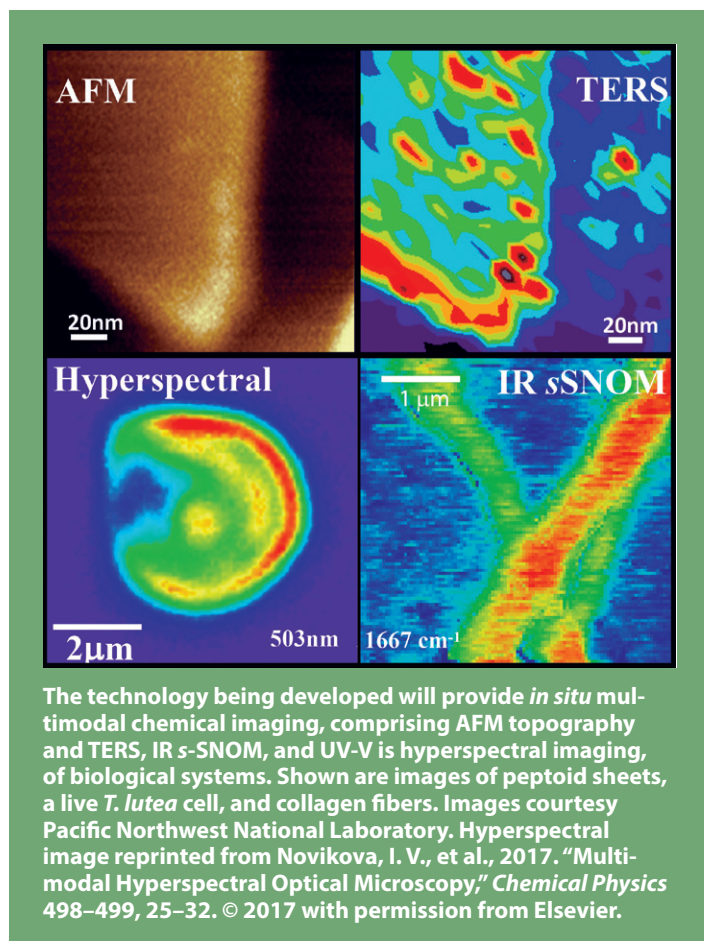 AFM
20nm
TERS
20nm
Hyperspectral
2μm
503nm
IR sSNOM
1 μm
1667 cm-1
The technology being developed will provide in situ mul-
timodal chemical imaging, comprising AFM topography
and TERS, IR s-SNOM, and UV-V is hyperspectral imaging,
of biological systems. Shown are images of peptoid sheets,
a live T. lutea cell, and collagen fibers. Images courtesy
Pacific Northwest National Laboratory. Hyperspectral
image reprinted from Novikova, I. V., et al., 2017. “Multi-
modal Hyperspectral Optical Microscopy,” Chemical Physics
498–499, 25–32. © 2017 with permission from Elsevier.